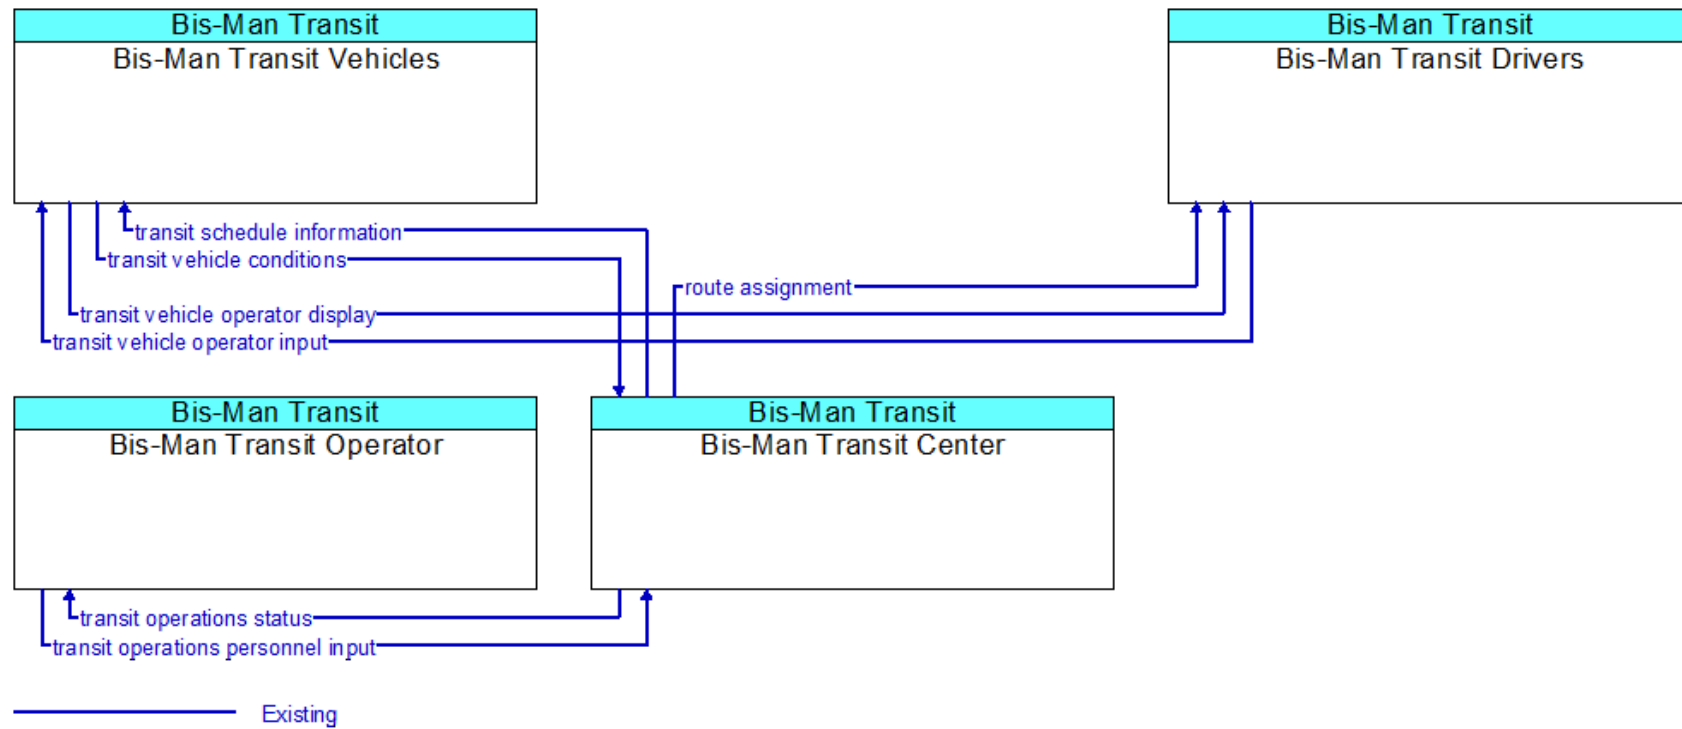 Bis-Man Transit
Bis-Man Transit Vehicles
Bis-Man Transit
Bis-Man Transit Drivers
transit schedule information
transit vehicle conditions
route assignment
transit vehicle operator display
transit vehicle operator input
Bis-Man Transit
Bis-Man Transit Operator
Bis-Man Transit
Bis-Man Transit Center
transit operations status
transit operations personnel input
Existing